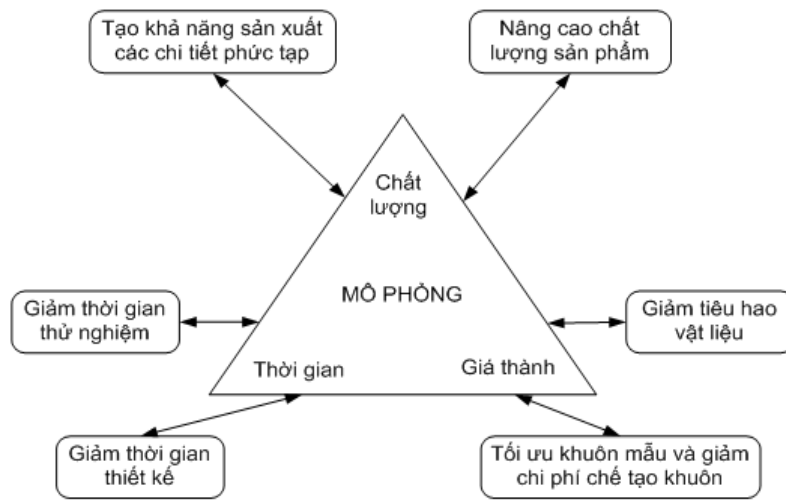 Tạo khả năng sản xuất
các chi tiết phức tạp
Nâng cao chất
lượng sản phẩm
Chất
lượng
MÔ PHỎNG
Giảm thời gian
thử nghiệm
Giảm tiêu hao
vật liệu
Thời gian
Giá thành
Giảm thời gian
thiết kế
Tối ưu khuôn mẫu và giảm
chi phí chế tạo khuôn